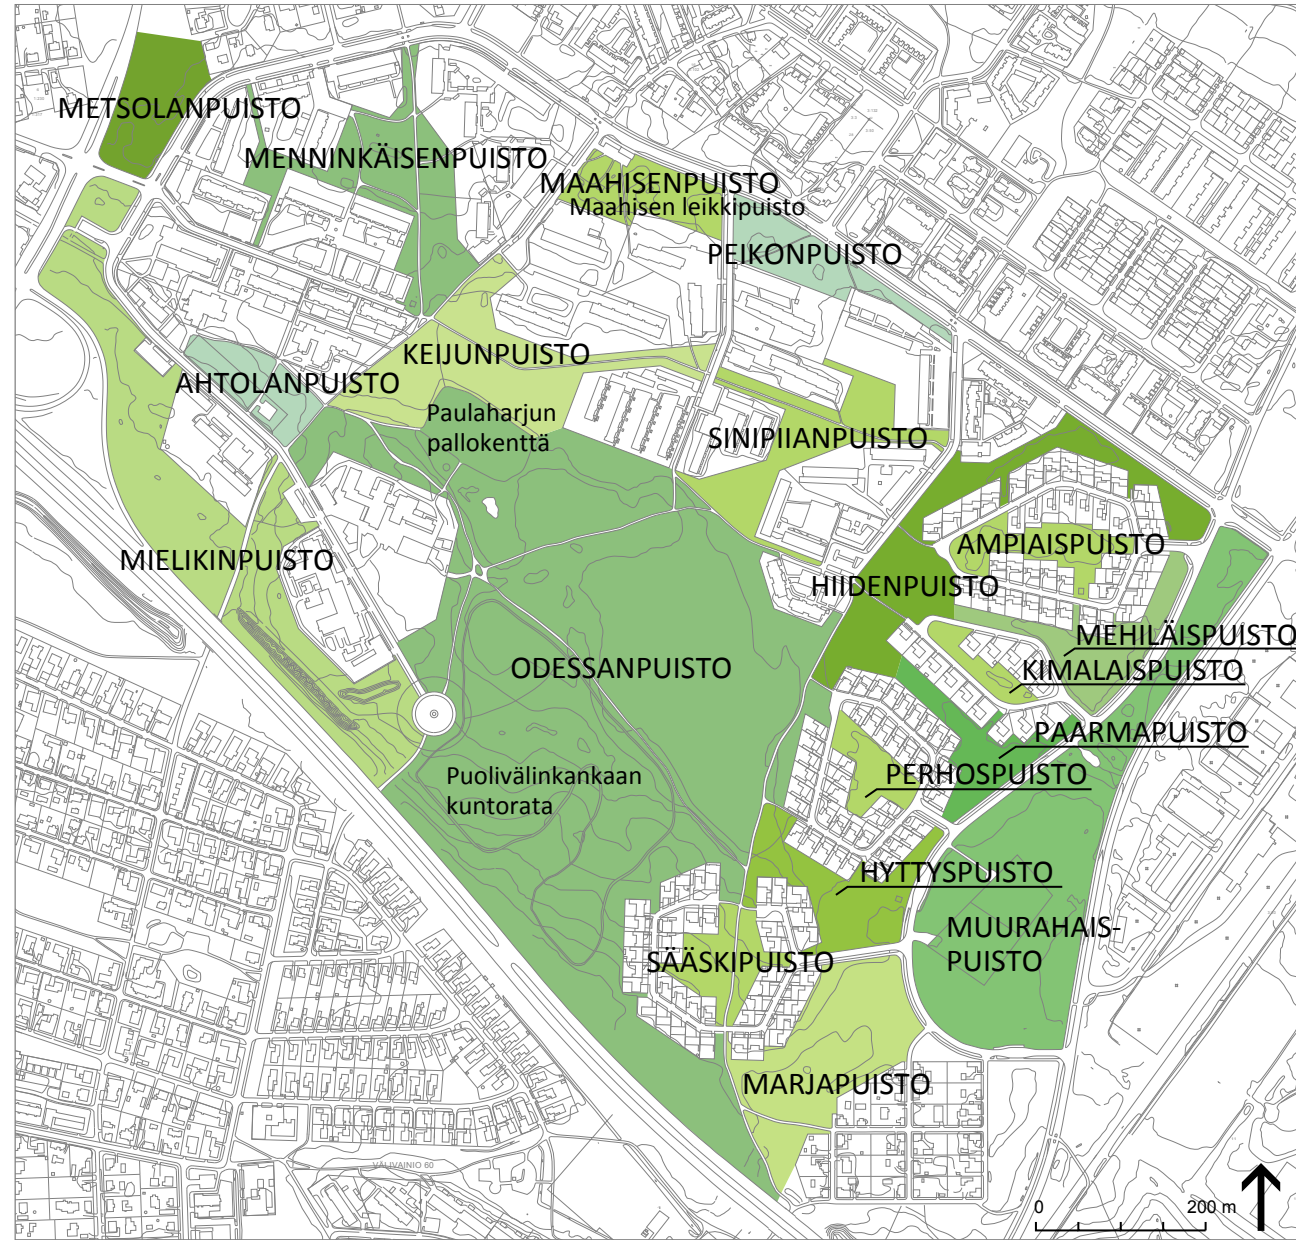 METSOLANPUISTO
MENNINKÄISENPUISTO
MAAHISENPUISTO
Maahisen leikkipuisto
PEIKONPUISTO
KEIJUNPUISTO
AHTOLANPUISTO
Paulaharjun
pallokenttä
SINIPIIANPUISTO
MIELIKINPUISTO
AMPIAISPUISTO
HIIDENPUISTO
MEHILÄISPUISTO
KIMALAISPUISTO
ODESSANPUISTO
PAARMAPUISTO
PERHOSPUISTO
Puolivälinkankaan
kuntorata
HYTTYSPUISTO
MUURAHAIS-
PUISTO
SÄÄSKIPUISTO
MARJAPUISTO
VÄLIVAINIO 60
0 200 m